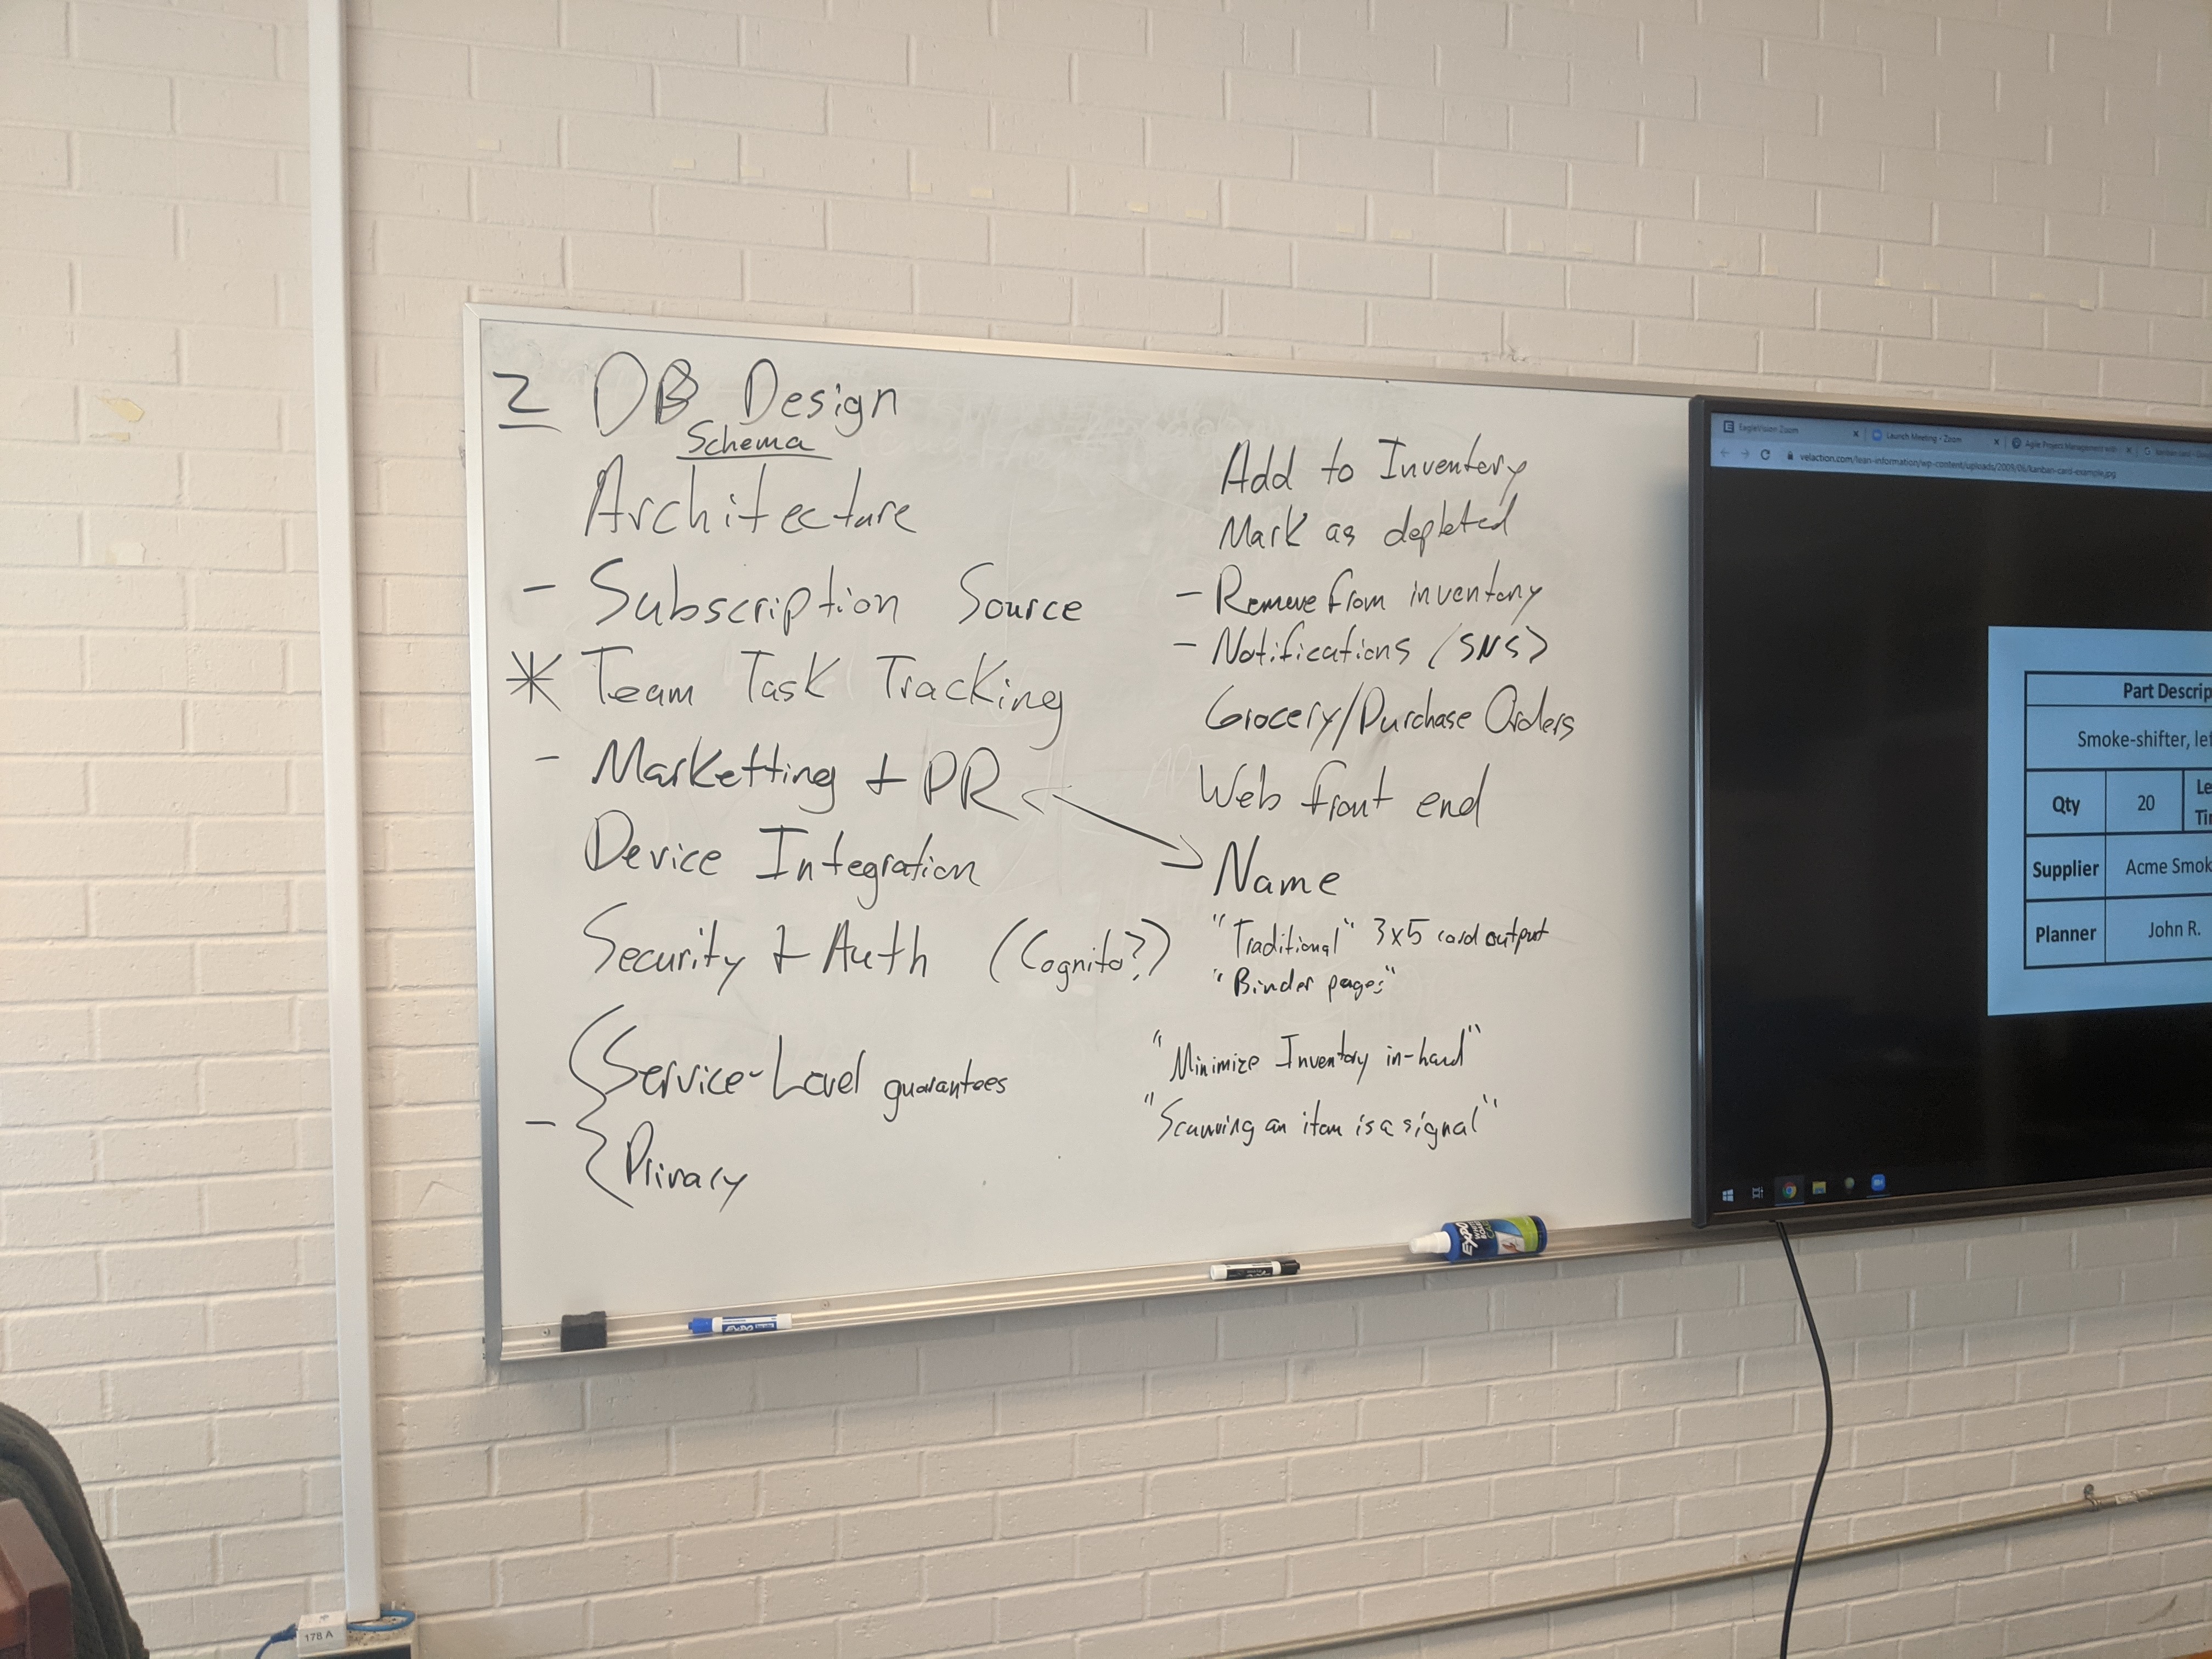 2 DB Design
Schema
Architecture
- Subscription Source
* Team Task Tracking
- Marketting + PR
Device Integration
Security + Auth (Cognito?)
Service-Level guarantees
- Privacy
Add to Inventory
Mark as depleted
- Remove from inventory
- Notifications (SNS)
Grocery/Purchase Orders
Web front end
Name
"Traditional" 3x5 card output
"Binder pages"
"Minimize Inventory in-hand"
"Scanning an item is a signal"
EagleVision Zoom
Launch Meeting - Zoom
Agile Project Management with
velaction.com/lean-information/wp-content/uploads/2009/06/kanban-card-example.jpg
Part Descrip
Smoke-shifter, lef
Qty 20 Le
Tir
Supplier Acme Smok
Planner John R.
EXPO
178 A